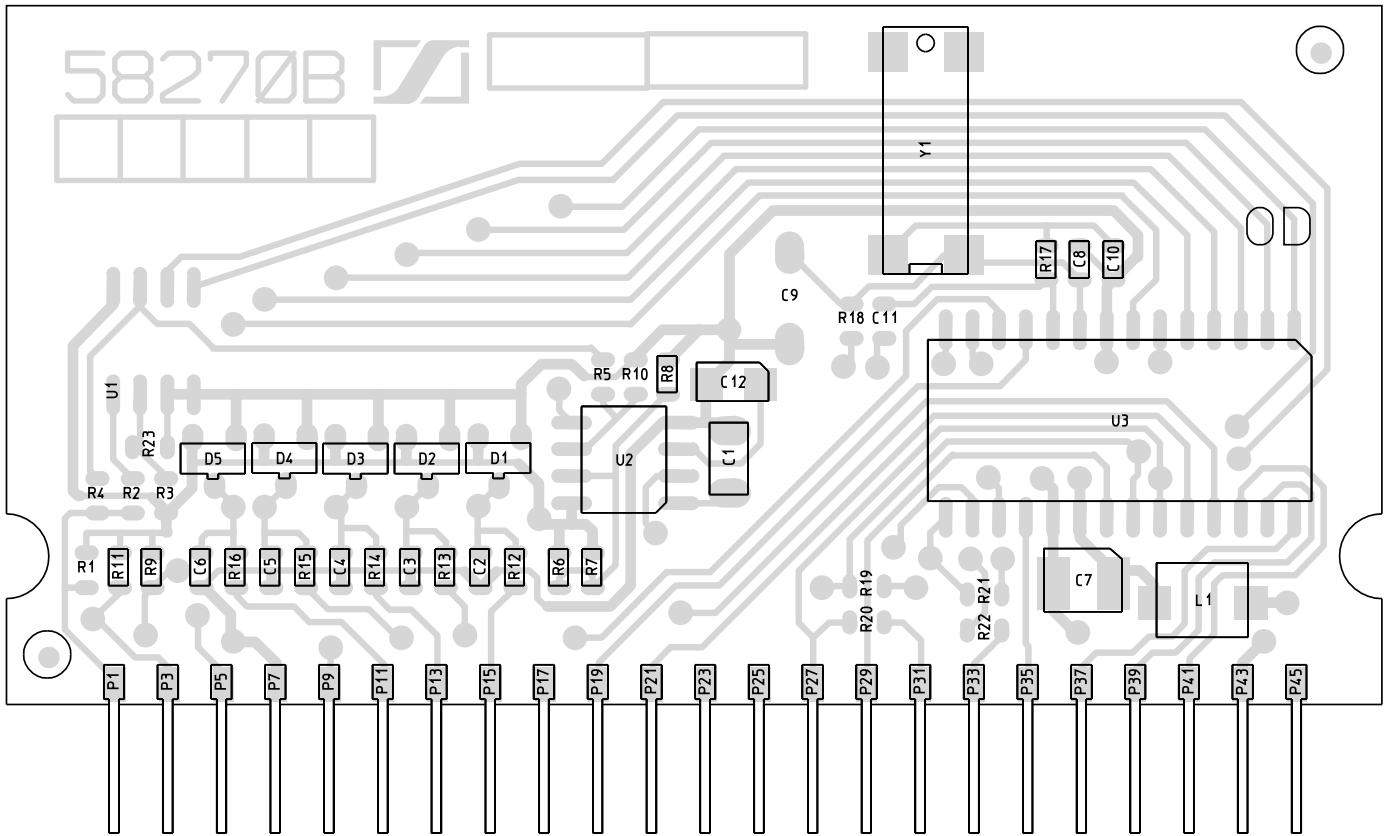 58270B
Y1
R17 C8 C10
C9
R18 C11
U1
R5 R10 R8
C12
U3
R23
D5 D4 D3 D2 D1
U2
C1
R4 R2 R3
R1 R11 R9 C6 R16 C5 R15 C4 R14 C3 R13 C2 R12 R6 R7
R19 R21 C7
L1
R20 R22
P1 P3 P5 P7 P9 P11 P13 P15 P17 P19 P21 P23 P25 P27 P29 P31 P33 P35 P37 P39 P41 P43 P45